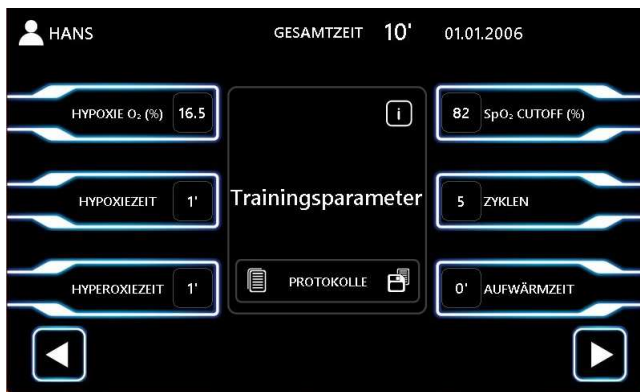 HANS GESAMTZEIT 10' 01.01.2006
HYPOXIE O₂ (%) 16.5
HYPOXIEZEIT 1'
HYPEROXIEZEIT 1'
i
Trainingsparameter
PROTOKOLLE
82 SpO₂ CUTOFF (%)
5 ZYKLEN
0' AUFWÄRMZEIT